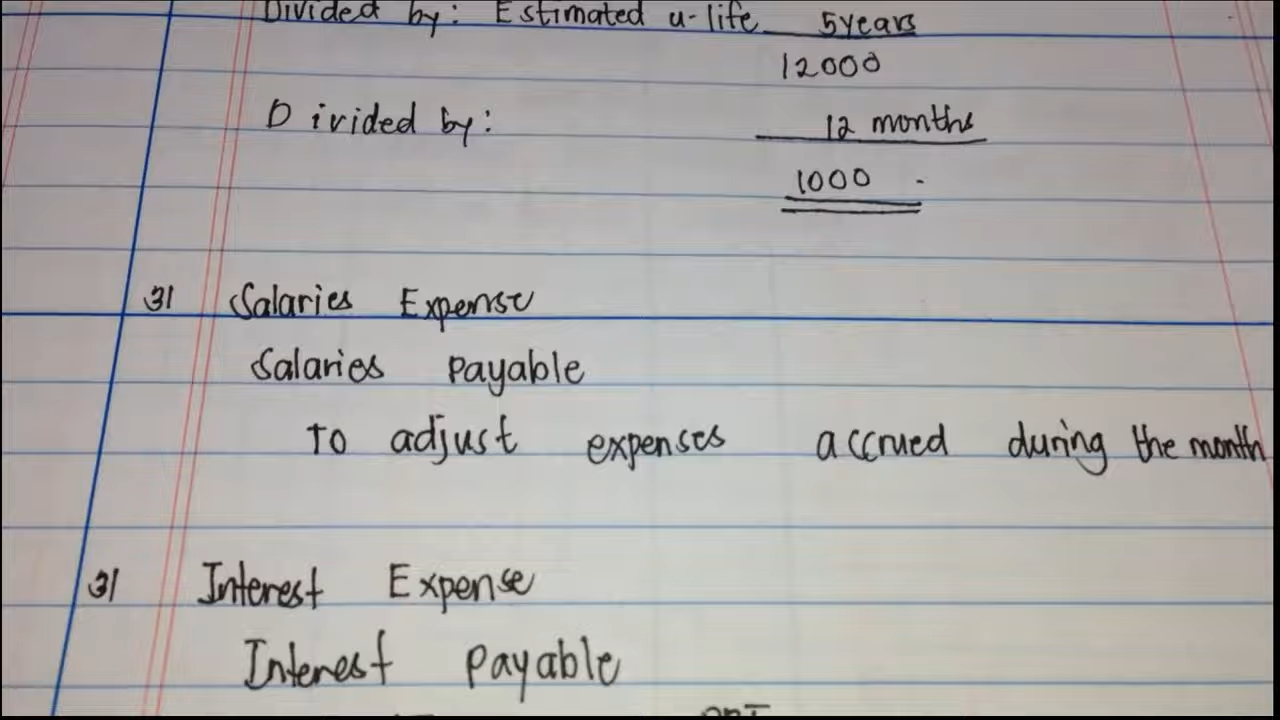 Divided by: Estimated u-life 5years
12000
Divided by: 12 months
1000
31 Salaries Expense
Salaries payable
To adjust expenses accrued during the month
31 Interest Expense
Interest payable